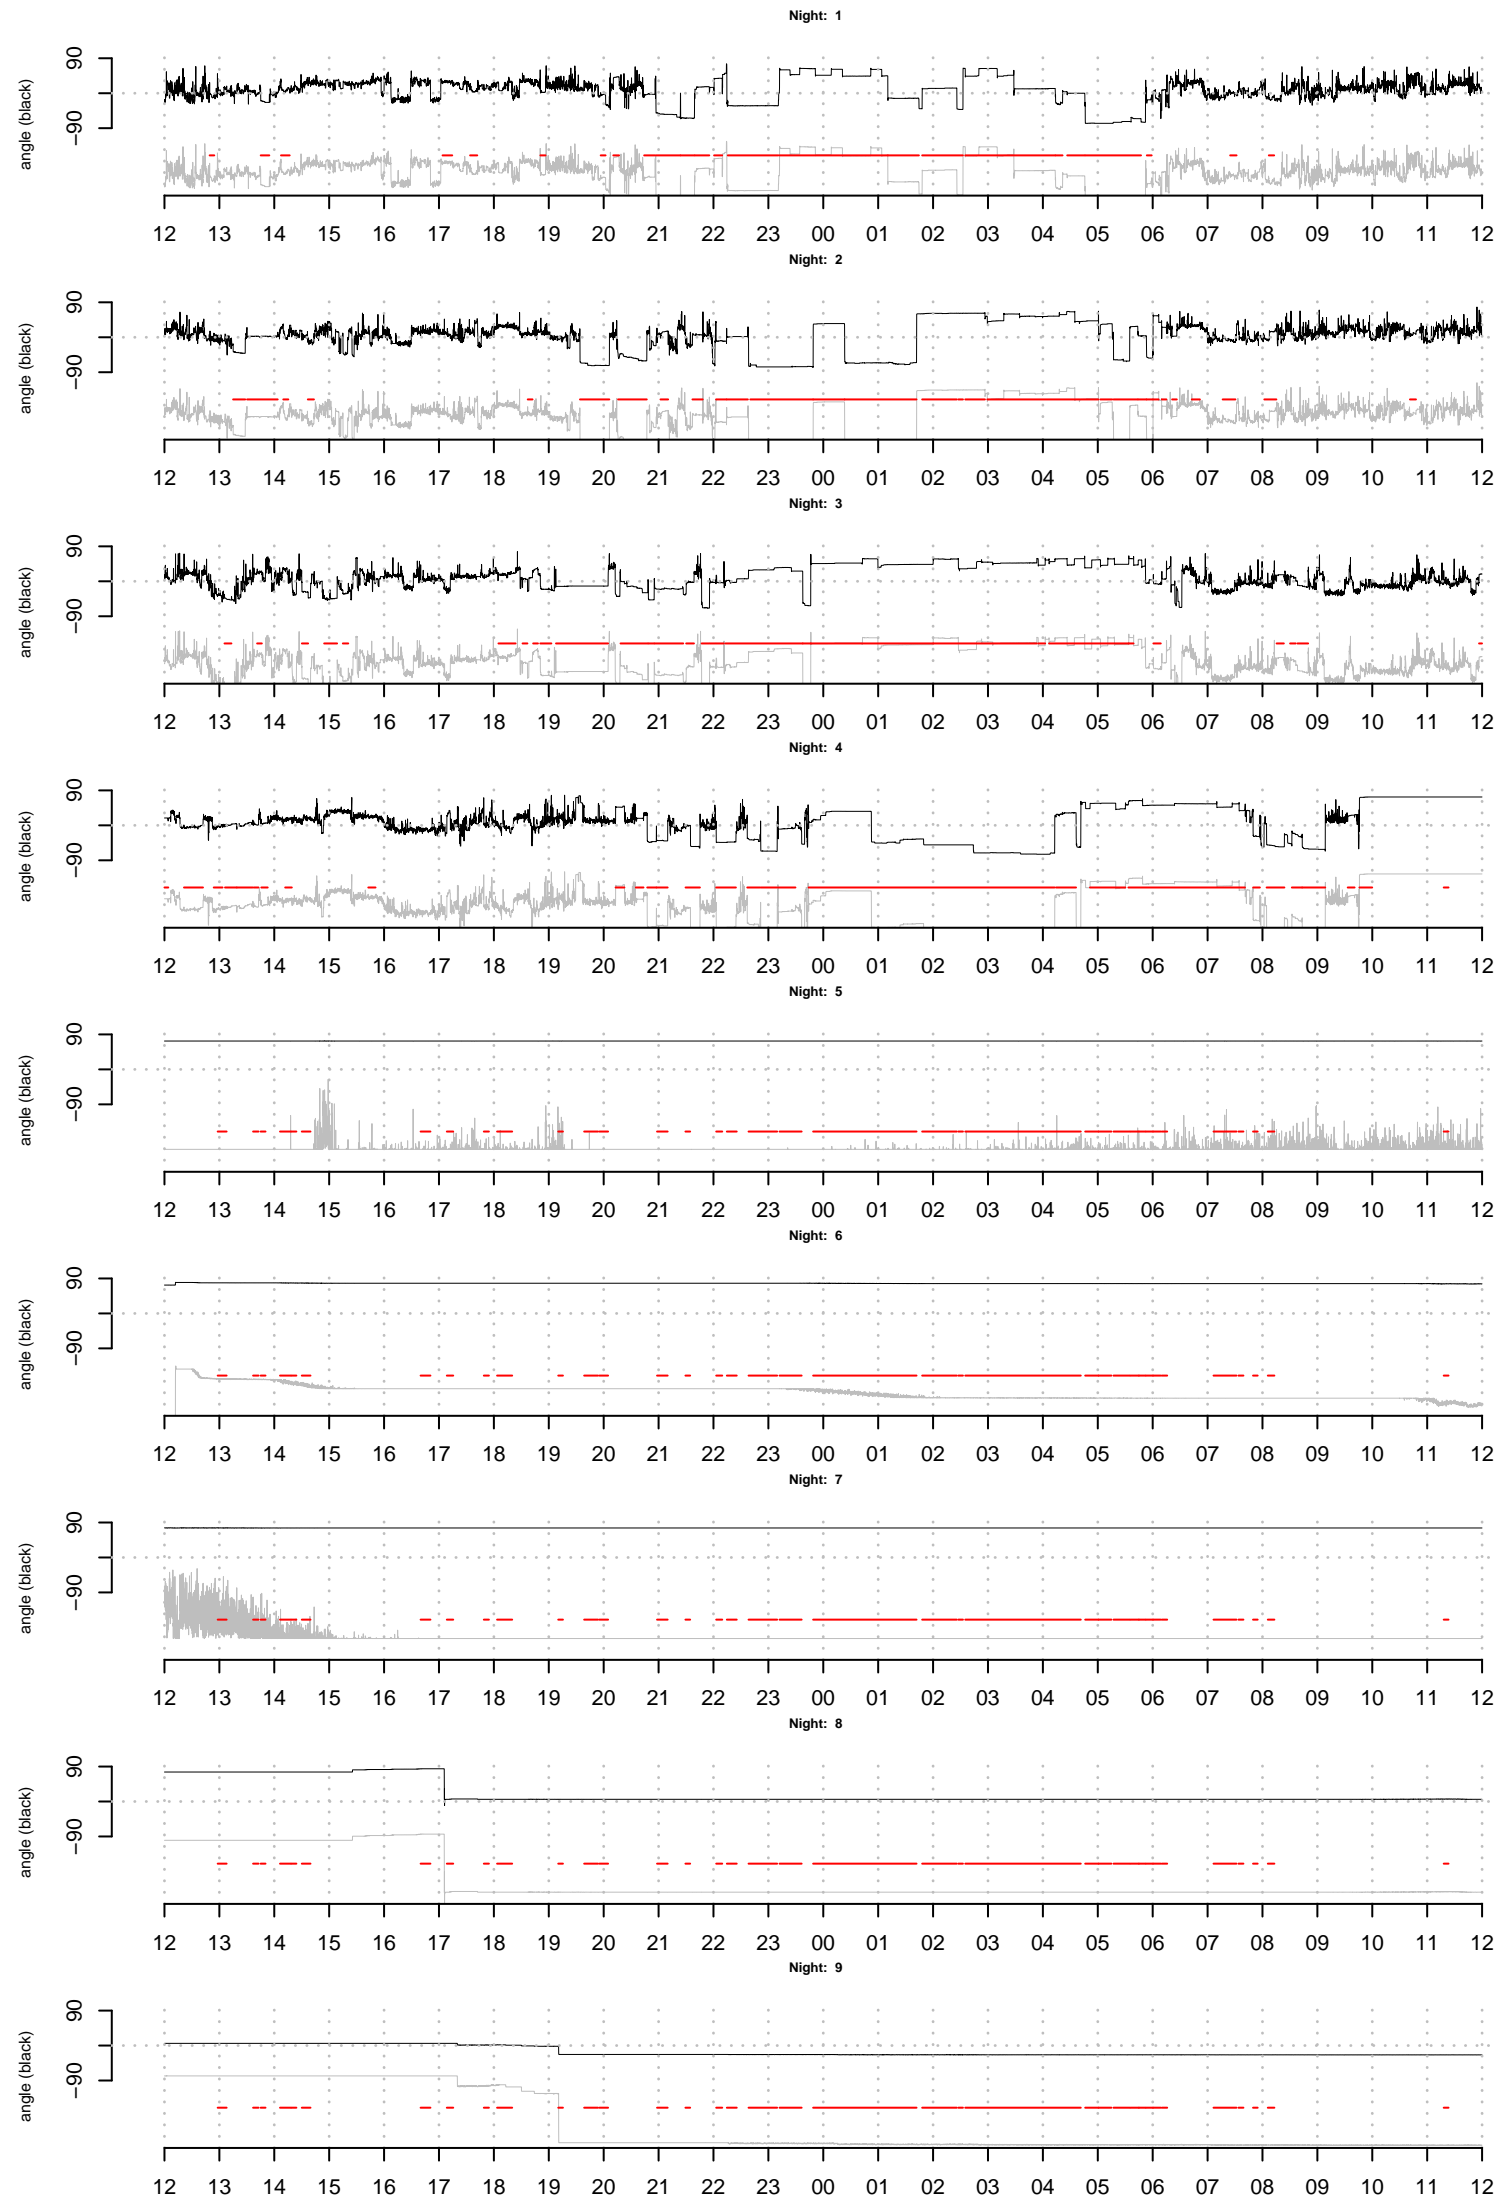 Night: 1
angle (black)
90
-90
12 13 14 15 16 17 18 19 20 21 22 23 00 01 02 03 04 05 06 07 08 09 10 11 12
Night: 2
angle (black)
90
-90
12 13 14 15 16 17 18 19 20 21 22 23 00 01 02 03 04 05 06 07 08 09 10 11 12
Night: 3
angle (black)
90
-90
12 13 14 15 16 17 18 19 20 21 22 23 00 01 02 03 04 05 06 07 08 09 10 11 12
Night: 4
angle (black)
90
-90
12 13 14 15 16 17 18 19 20 21 22 23 00 01 02 03 04 05 06 07 08 09 10 11 12
Night: 5
angle (black)
90
-90
12 13 14 15 16 17 18 19 20 21 22 23 00 01 02 03 04 05 06 07 08 09 10 11 12
Night: 6
angle (black)
90
-90
12 13 14 15 16 17 18 19 20 21 22 23 00 01 02 03 04 05 06 07 08 09 10 11 12
Night: 7
angle (black)
90
-90
12 13 14 15 16 17 18 19 20 21 22 23 00 01 02 03 04 05 06 07 08 09 10 11 12
Night: 8
angle (black)
90
-90
12 13 14 15 16 17 18 19 20 21 22 23 00 01 02 03 04 05 06 07 08 09 10 11 12
Night: 9
angle (black)
90
-90
12 13 14 15 16 17 18 19 20 21 22 23 00 01 02 03 04 05 06 07 08 09 10 11 12